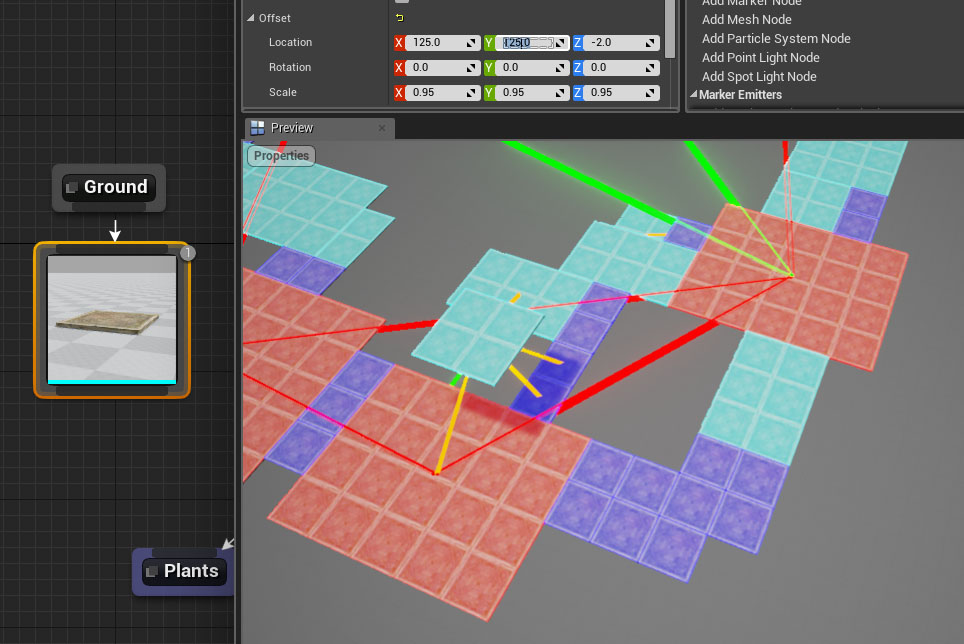 Offset
Location X 125.0 Y 125.0 Z -2.0
Rotation X 0.0 Y 0.0 Z 0.0
Scale X 0.95 Y 0.95 Z 0.95
Add Marker Node
Add Mesh Node
Add Particle System Node
Add Point Light Node
Add Spot Light Node
Marker Emitters
Preview
Properties
Ground
1
Plants